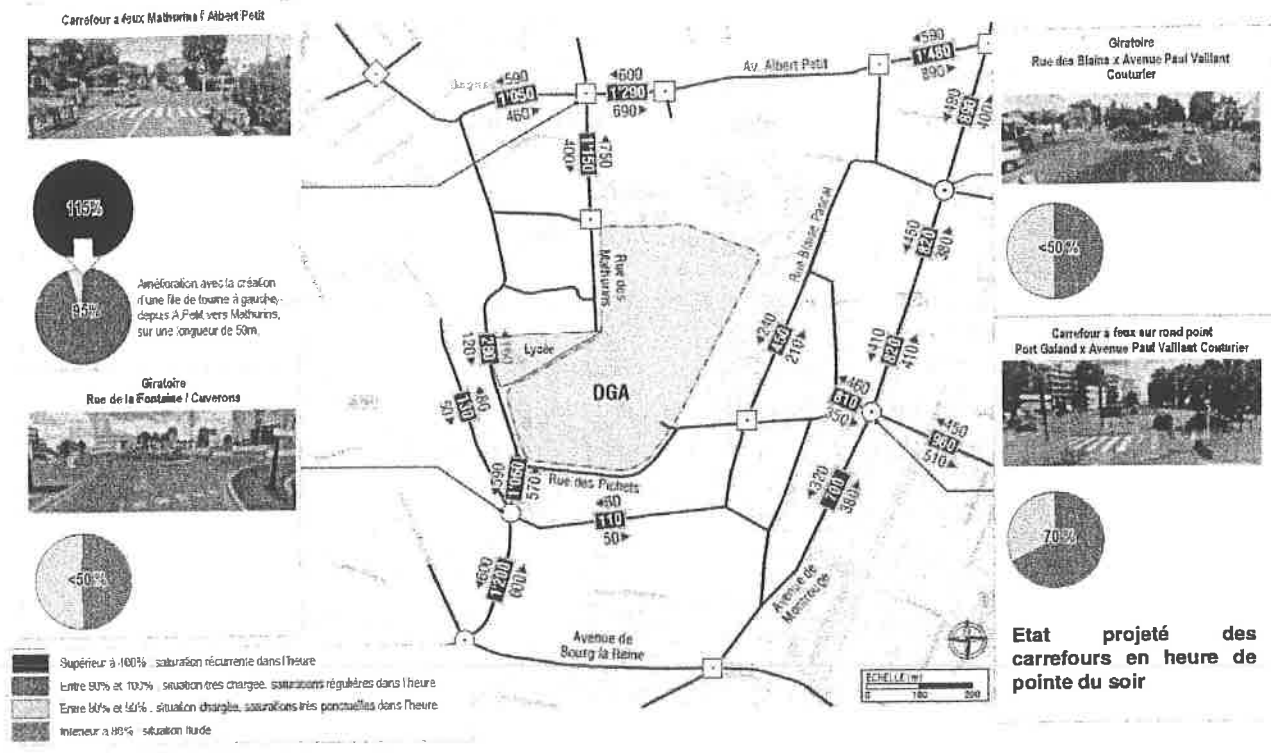 Carrefour a feux Mathurins / Albert Petit
115%
95%
Amélioration avec la création
d'une file de tourne à gauche,
depuis A.Petit vers Mathurins,
sur une longueur de 50m.
Giratoire
Rue de la Fontaine / Cuverons
<50 %
Supérieur à 100% : saturation récurrente dans l'heure
Entre 90% et 100% : situation très chargée, saturations régulières dans l'heure
Entre 80% et 90% : situation chargée, saturations très ponctuelles dans l'heure
Inférieur à 80% : situation fluide
590
1'050
460
600
1'290
690
Av. Albert Petit
590
1'480
890
490
890
400
400
1'150
750
Rue des
Mathurins
Rue Blaise Pascal
450
820
380
120
280
Lycée
DGA
240
450
210
410
820
410
50
130
80
460
810
350
450
960
510
590
1'060
570
Rue des Pichets
60
110
50
320
700
380
600
1'200
600
Avenue de
Montrouge
Avenue de
Bourg la Reine
ECHELLE (m)
0 100 200
Giratoire
Rue des Blains x Avenue Paul Vaillant
Couturier
<50 %
Carrefour a feux sur rond point
Port Galand x Avenue Paul Vaillant Couturier
70 %
Etat projeté des
carrefours en heure de
pointe du soir